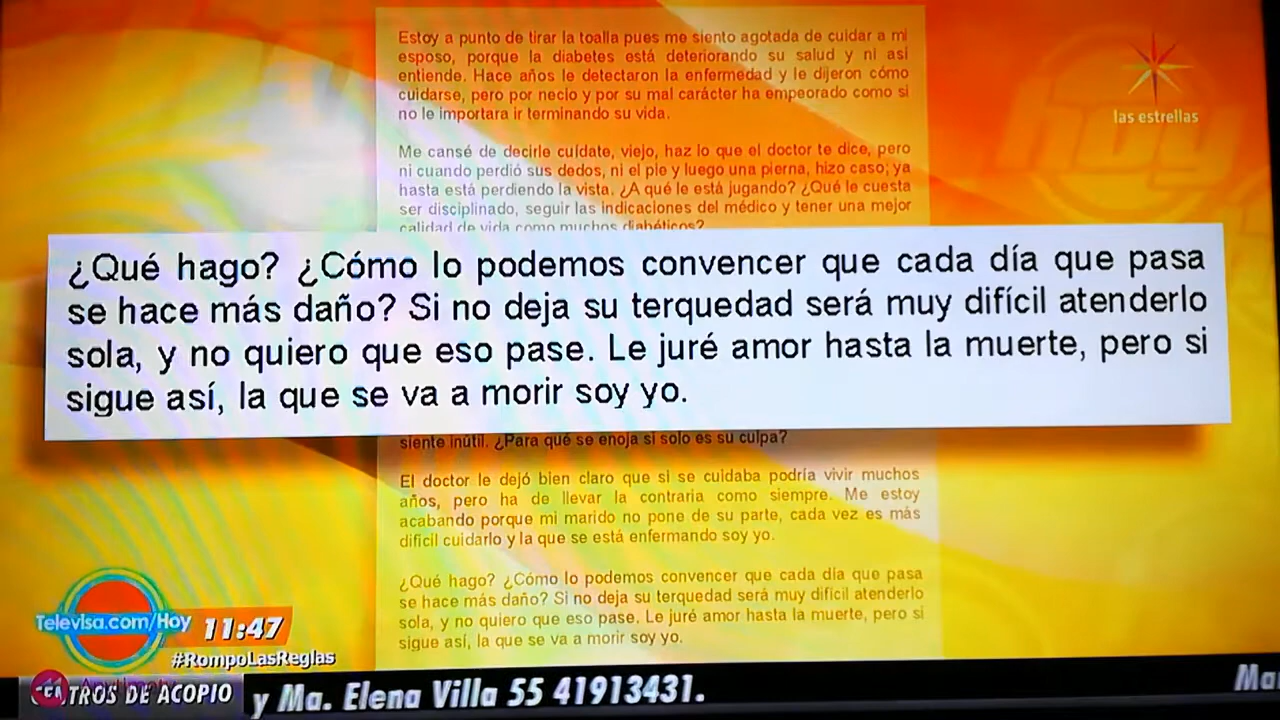 Estoy a punto de tirar la toalla pues me siento agotada de cuidar a mi
esposo, porque la diabetes está deteriorando su salud y ni así
entiende. Hace años le detectaron la enfermedad y le dijeron cómo
cuidarse, pero por necio y por su mal carácter ha empeorado como si
no le importara ir terminando su vida.
Me cansé de decirle cuídate, viejo, haz lo que el doctor te dice, pero
ni cuando perdió sus dedos, ni el pie y luego una pierna, hizo caso; ya
hasta está perdiendo la vista. ¿A qué le está jugando? ¿Qué le cuesta
ser disciplinado, seguir las indicaciones del médico y tener una mejor
calidad de vida como muchos diabéticos?
¿Qué hago? ¿Cómo lo podemos convencer que cada día que pasa
se hace más daño? Si no deja su terquedad será muy difícil atenderlo
sola, y no quiero que eso pase. Le juré amor hasta la muerte, pero si
sigue así, la que se va a morir soy yo.
siente inútil. ¿Para qué se enoja si solo es su culpa?
El doctor le dejó bien claro que si se cuidaba podría vivir muchos
años, pero ha de llevar la contraria como siempre. Me estoy
acabando porque mi marido no pone de su parte, cada vez es más
difícil cuidarlo y la que se está enfermando soy yo.
¿Qué hago? ¿Cómo lo podemos convencer que cada día que pasa
se hace más daño? Si no deja su terquedad será muy difícil atenderlo
sola, y no quiero que eso pase. Le juré amor hasta la muerte, pero si
sigue así, la que se va a morir soy yo.
las estrellas
hoy
Televisa.com/Hoy
11:47
#RompoLasReglas
DE ACOPIO
y Ma. Elena Villa 55 41913431.
Ma